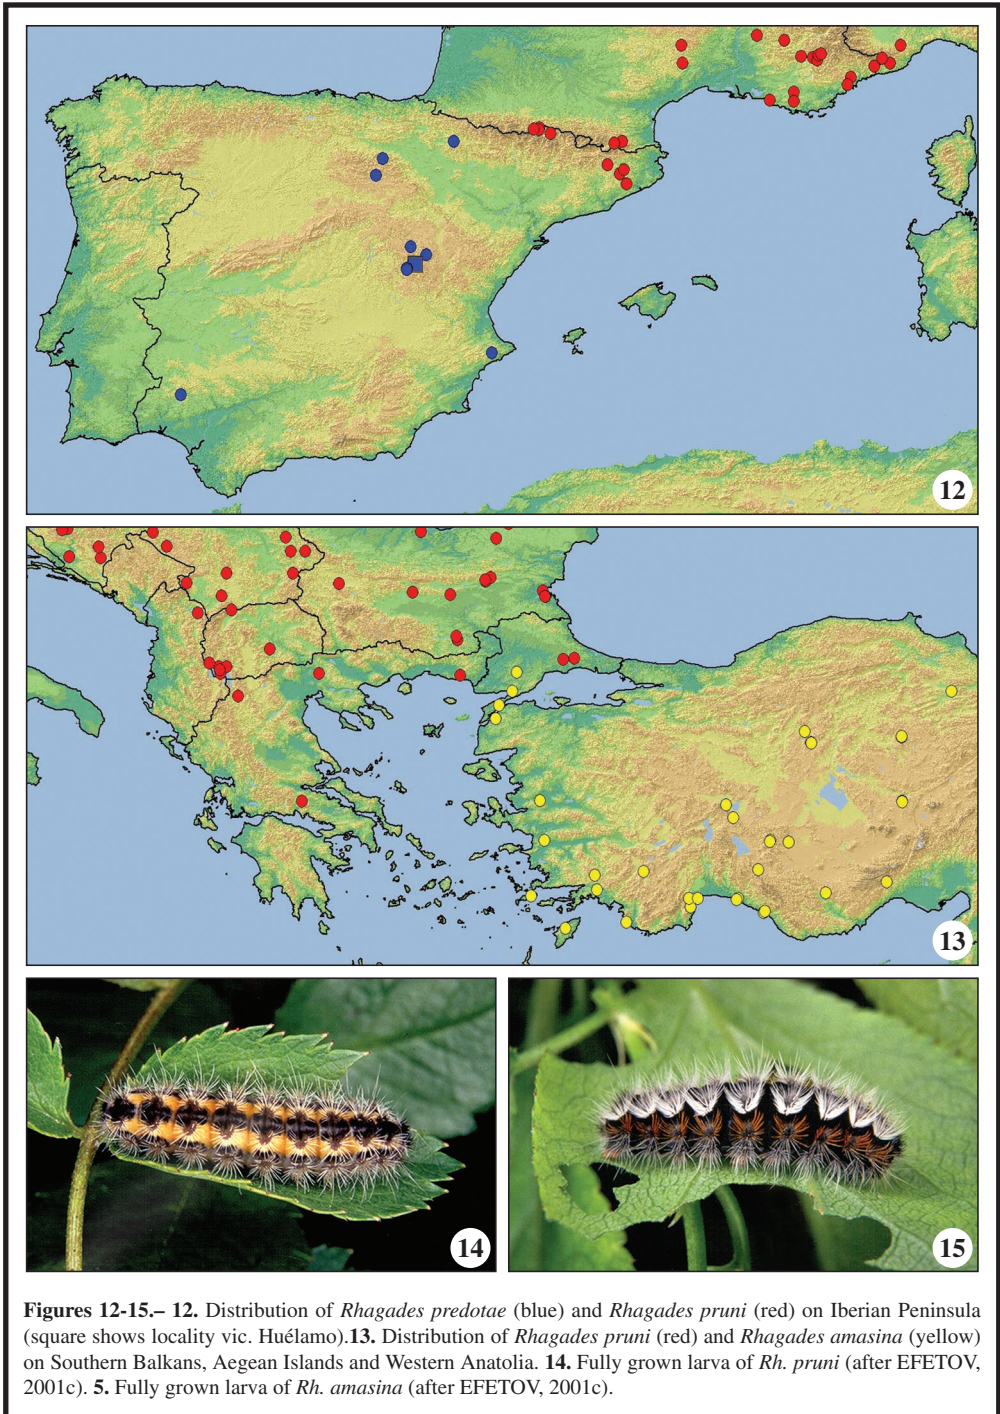 12
13
14
15
Figures 12-15.– 12. Distribution of Rhagades predotae (blue) and Rhagades pruni (red) on Iberian Peninsula
(square shows locality vic. Huélamo).13. Distribution of Rhagades pruni (red) and Rhagades amasina (yellow)
on Southern Balkans, Aegean Islands and Western Anatolia. 14. Fully grown larva of Rh. pruni (after EFETOV,
2001c). 5. Fully grown larva of Rh. amasina (after EFETOV, 2001c).